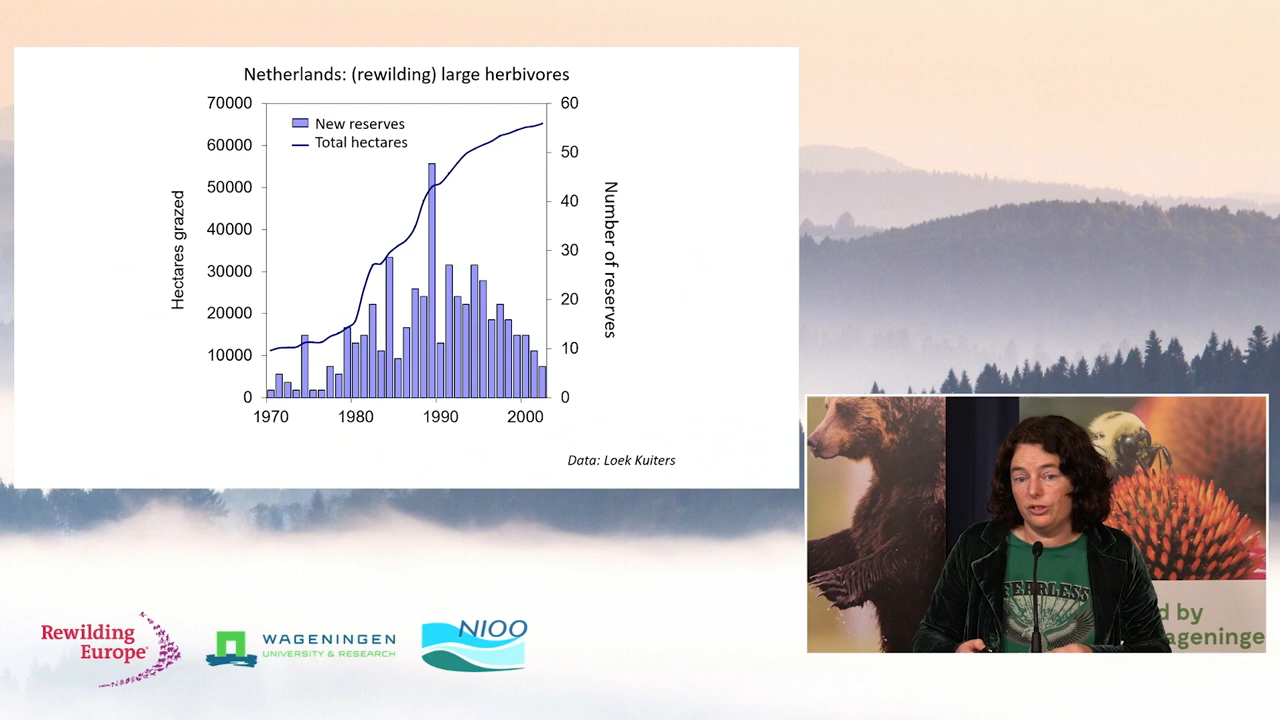 Netherlands: (rewilding) large herbivores
70000
60000
50000
40000
30000
20000
10000
0
60
50
40
30
20
10
0
New reserves
Total hectares
Hectares grazed
Number of reserves
1970
1980
1990
2000
Data: Loek Kuiters
FEARLESS
d by
ageninge
Rewilding
Europe
WAGENINGEN
UNIVERSITY & RESEARCH
NIOO